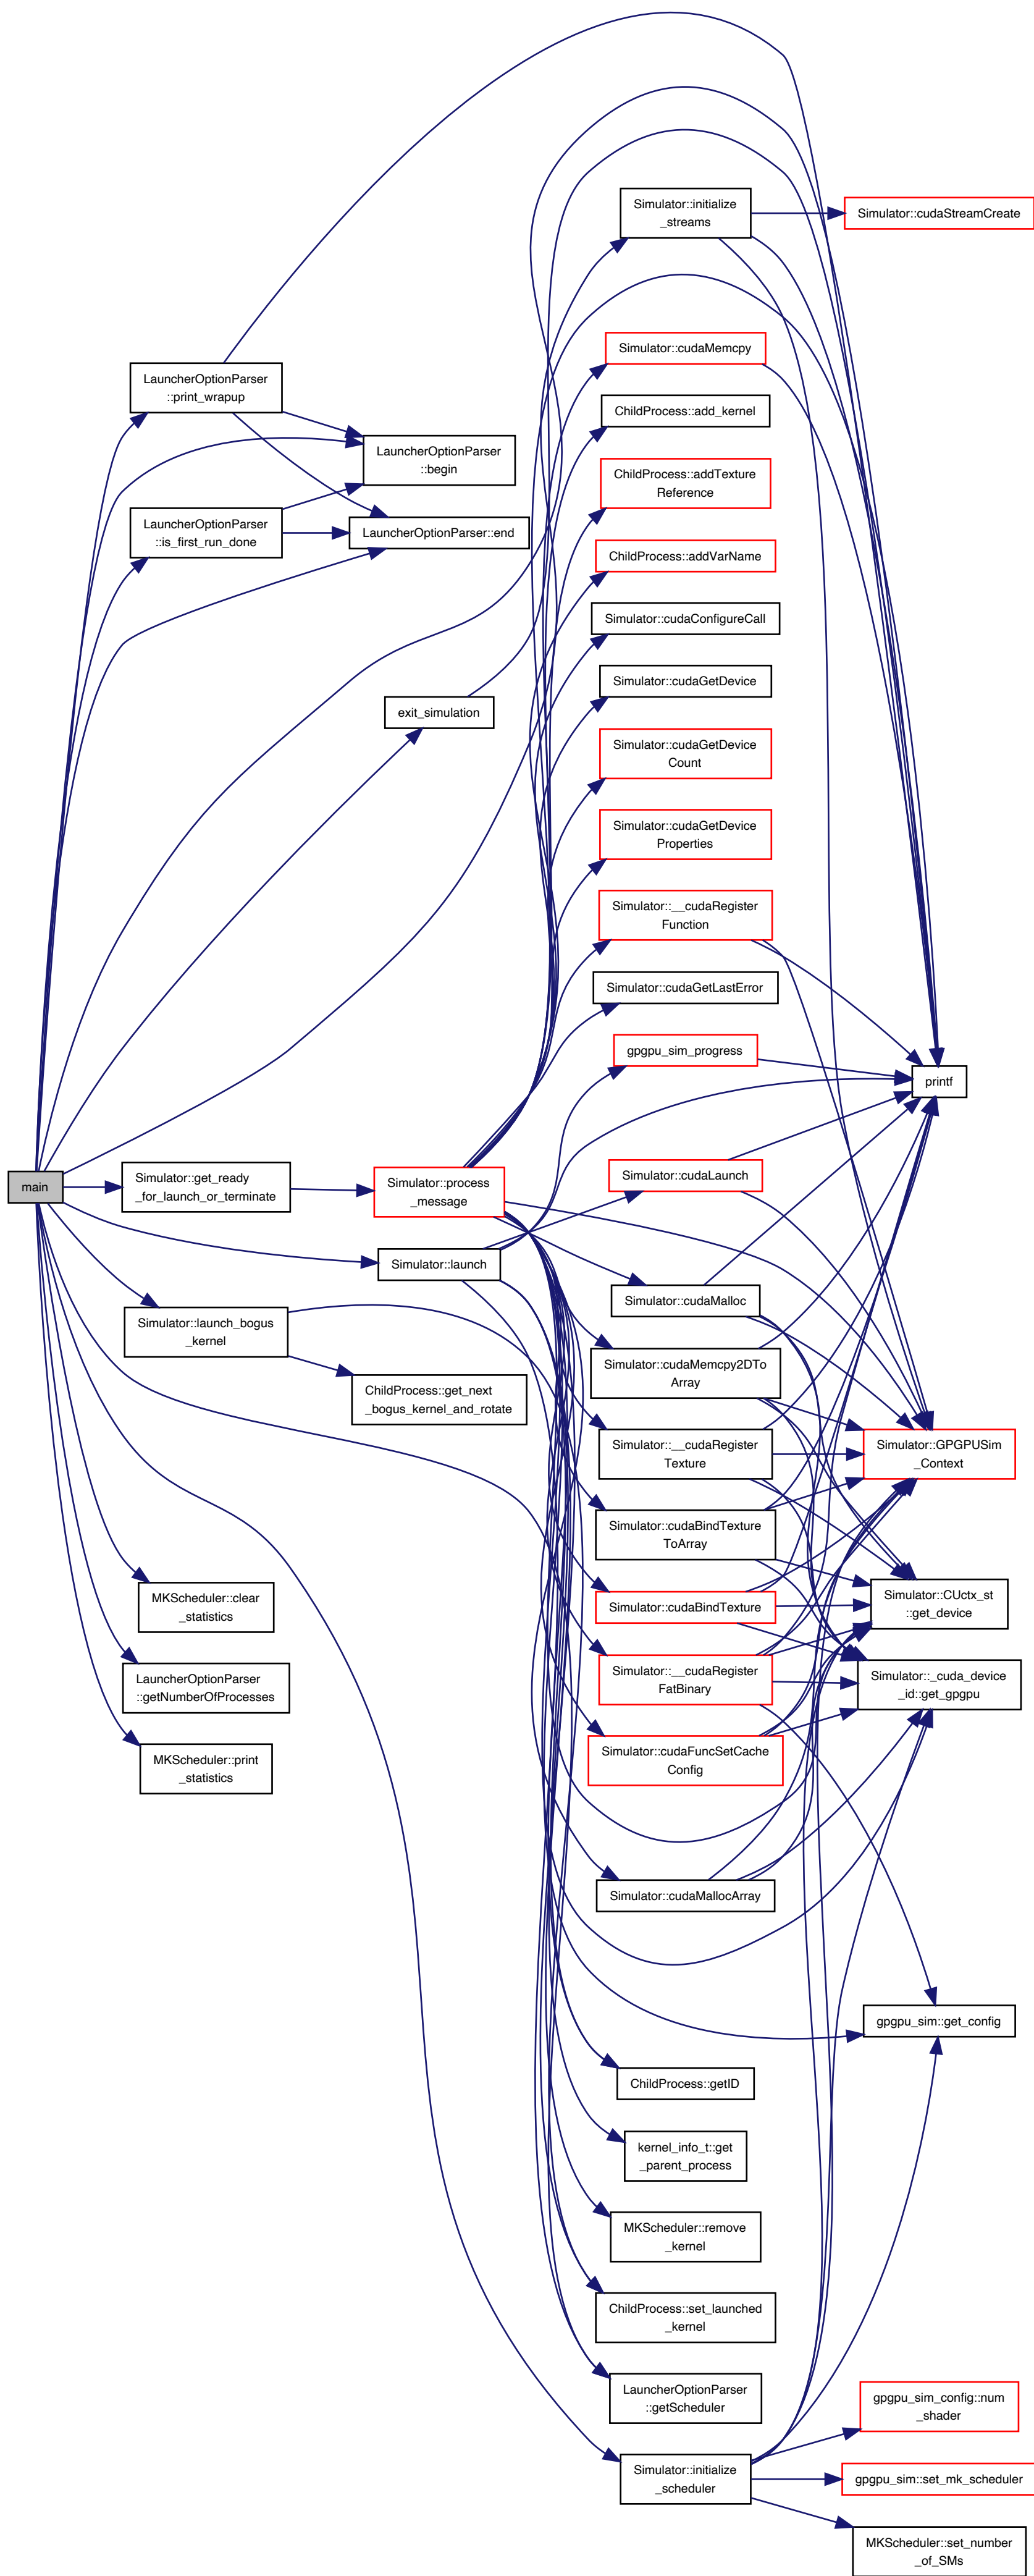 Simulator::initialize
_streams
Simulator::cudaStreamCreate
Simulator::cudaMemcpy
LauncherOptionParser
::print_wrapup
ChildProcess::add_kernel
LauncherOptionParser
::begin
ChildProcess::addTexture
Reference
LauncherOptionParser
::is_first_run_done
LauncherOptionParser::end
ChildProcess::addVarName
Simulator::cudaConfigureCall
Simulator::cudaGetDevice
exit_simulation
Simulator::cudaGetDevice
Count
Simulator::cudaGetDevice
Properties
Simulator::__cudaRegister
Function
Simulator::cudaGetLastError
gpgpu_sim_progress
printf
main
Simulator::get_ready
_for_launch_or_terminate
Simulator::process
_message
Simulator::cudaLaunch
Simulator::launch
Simulator::cudaMalloc
Simulator::launch_bogus
_kernel
Simulator::cudaMemcpy2DTo
Array
ChildProcess::get_next
_bogus_kernel_and_rotate
Simulator::__cudaRegister
Texture
Simulator::GPGPUSim
_Context
Simulator::cudaBindTexture
ToArray
MKScheduler::clear
_statistics
Simulator::cudaBindTexture
Simulator::CUctx_st
::get_device
LauncherOptionParser
::getNumberOfProcesses
Simulator::__cudaRegister
FatBinary
Simulator::_cuda_device
_id::get_gpgpu
MKScheduler::print
_statistics
Simulator::cudaFuncSetCache
Config
Simulator::cudaMallocArray
gpgpu_sim::get_config
ChildProcess::getID
kernel_info_t::get
_parent_process
MKScheduler::remove
_kernel
ChildProcess::set_launched
_kernel
LauncherOptionParser
::getScheduler
gpgpu_sim_config::num
_shader
Simulator::initialize
_scheduler
gpgpu_sim::set_mk_scheduler
MKScheduler::set_number
_of_SMs